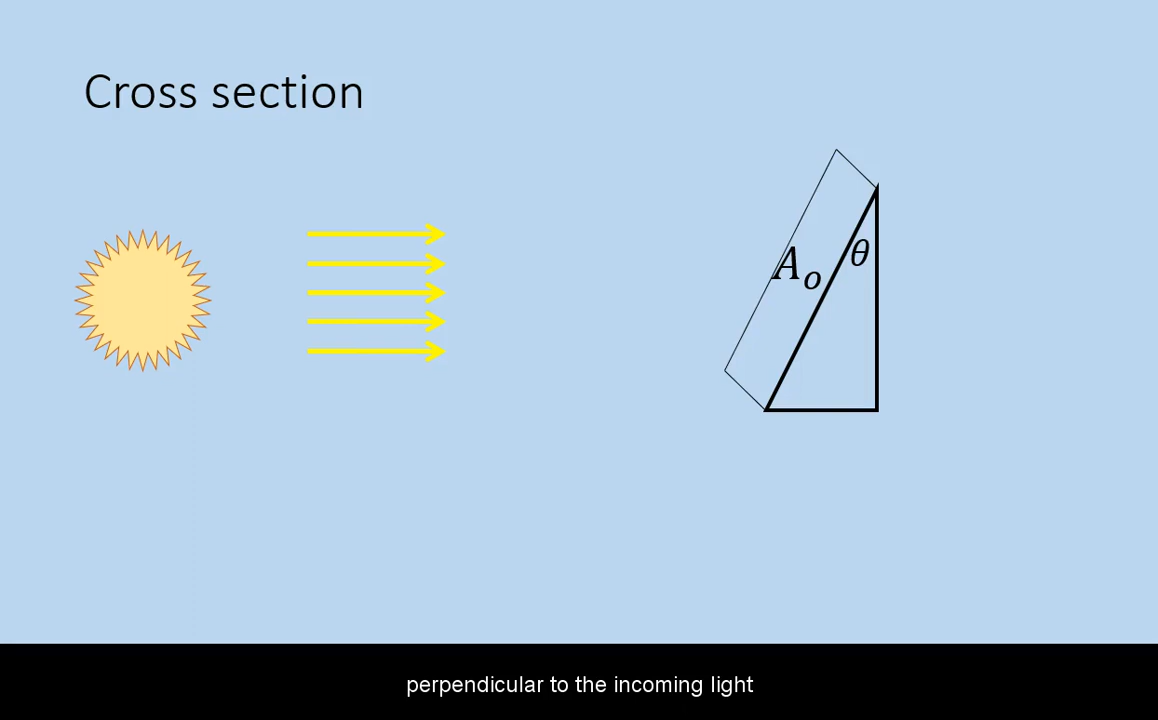 Cross section
θ
A_o
perpendicular to the incoming light